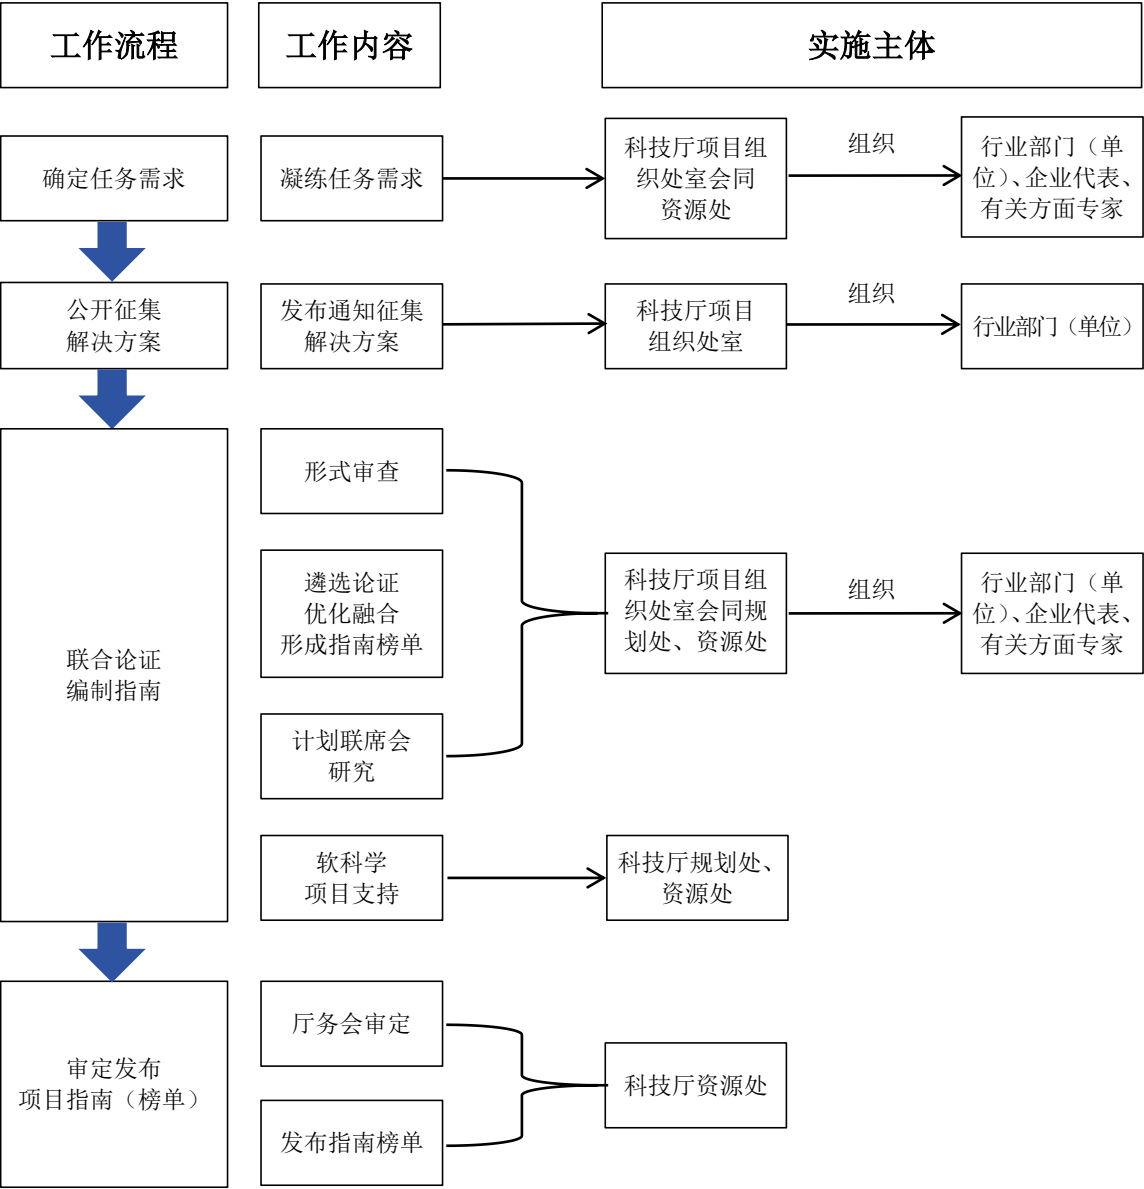 工作流程
工作内容
实施主体
确定任务需求
凝练任务需求
科技厅项目组
织处室会同
资源处
组织
行业部门（单
位）、企业代表、
有关方面专家
公开征集
解决方案
发布通知征集
解决方案
科技厅项目
组织处室
组织
行业部门（单位）
联合论证
编制指南
形式审查
遴选论证
优化融合
形成指南榜单
计划联席会
研究
科技厅项目组
织处室会同规
划处、资源处
组织
行业部门（单
位）、企业代表、
有关方面专家
软科学
项目支持
科技厅规划处、
资源处
审定发布
项目指南（榜单）
厅务会审定
发布指南榜单
科技厅资源处